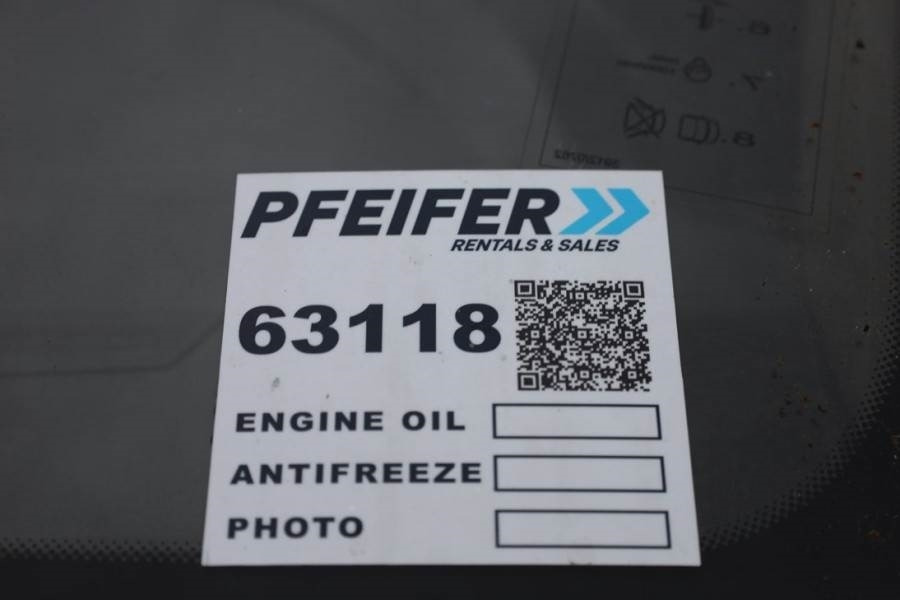 PFEIFER
RENTALS & SALES
63118
ENGINE OIL
ANTIFREEZE
PHOTO